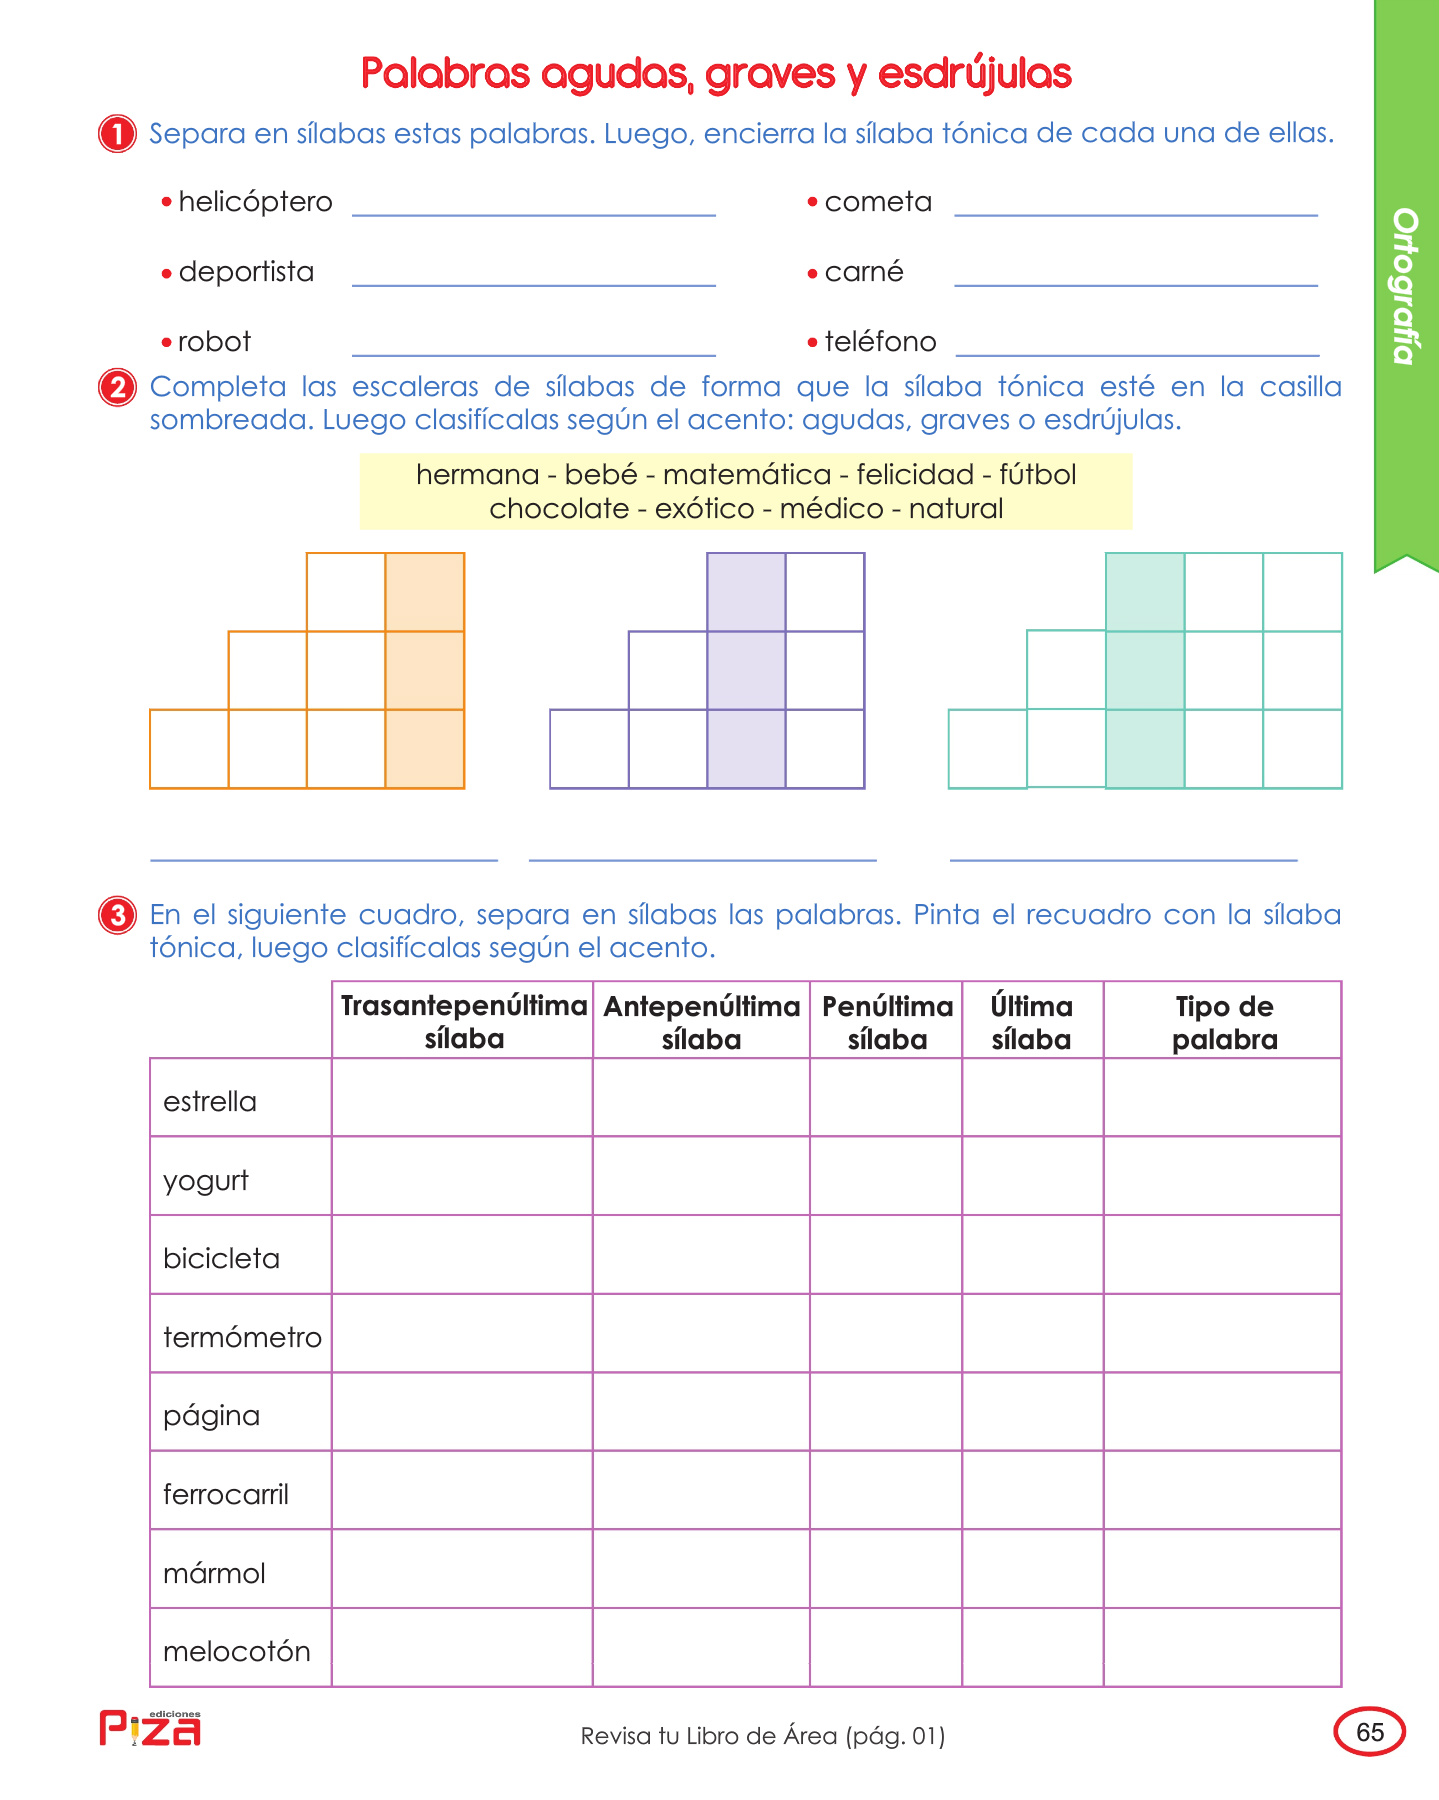 Palabras agudas, graves y esdrújulas
1 Separa en sílabas estas palabras. Luego, encierra la sílaba tónica de cada una de ellas.
• helicóptero
• cometa
• deportista
• carné
• robot
• teléfono
2 Completa las escaleras de sílabas de forma que la sílaba tónica esté en la casilla
sombreada. Luego clasifícalas según el acento: agudas, graves o esdrújulas.
hermana - bebé - matemática - felicidad - fútbol
chocolate - exótico - médico - natural
3 En el siguiente cuadro, separa en sílabas las palabras. Pinta el recuadro con la sílaba
tónica, luego clasifícalas según el acento.
Trasantepenúltima
sílaba
Antepenúltima
sílaba
Penúltima
sílaba
Última
sílaba
Tipo de
palabra
estrella
yogurt
bicicleta
termómetro
página
ferrocarril
mármol
melocotón
ediciones
Piza
Revisa tu Libro de Área (pág. 01)
65
Ortografía